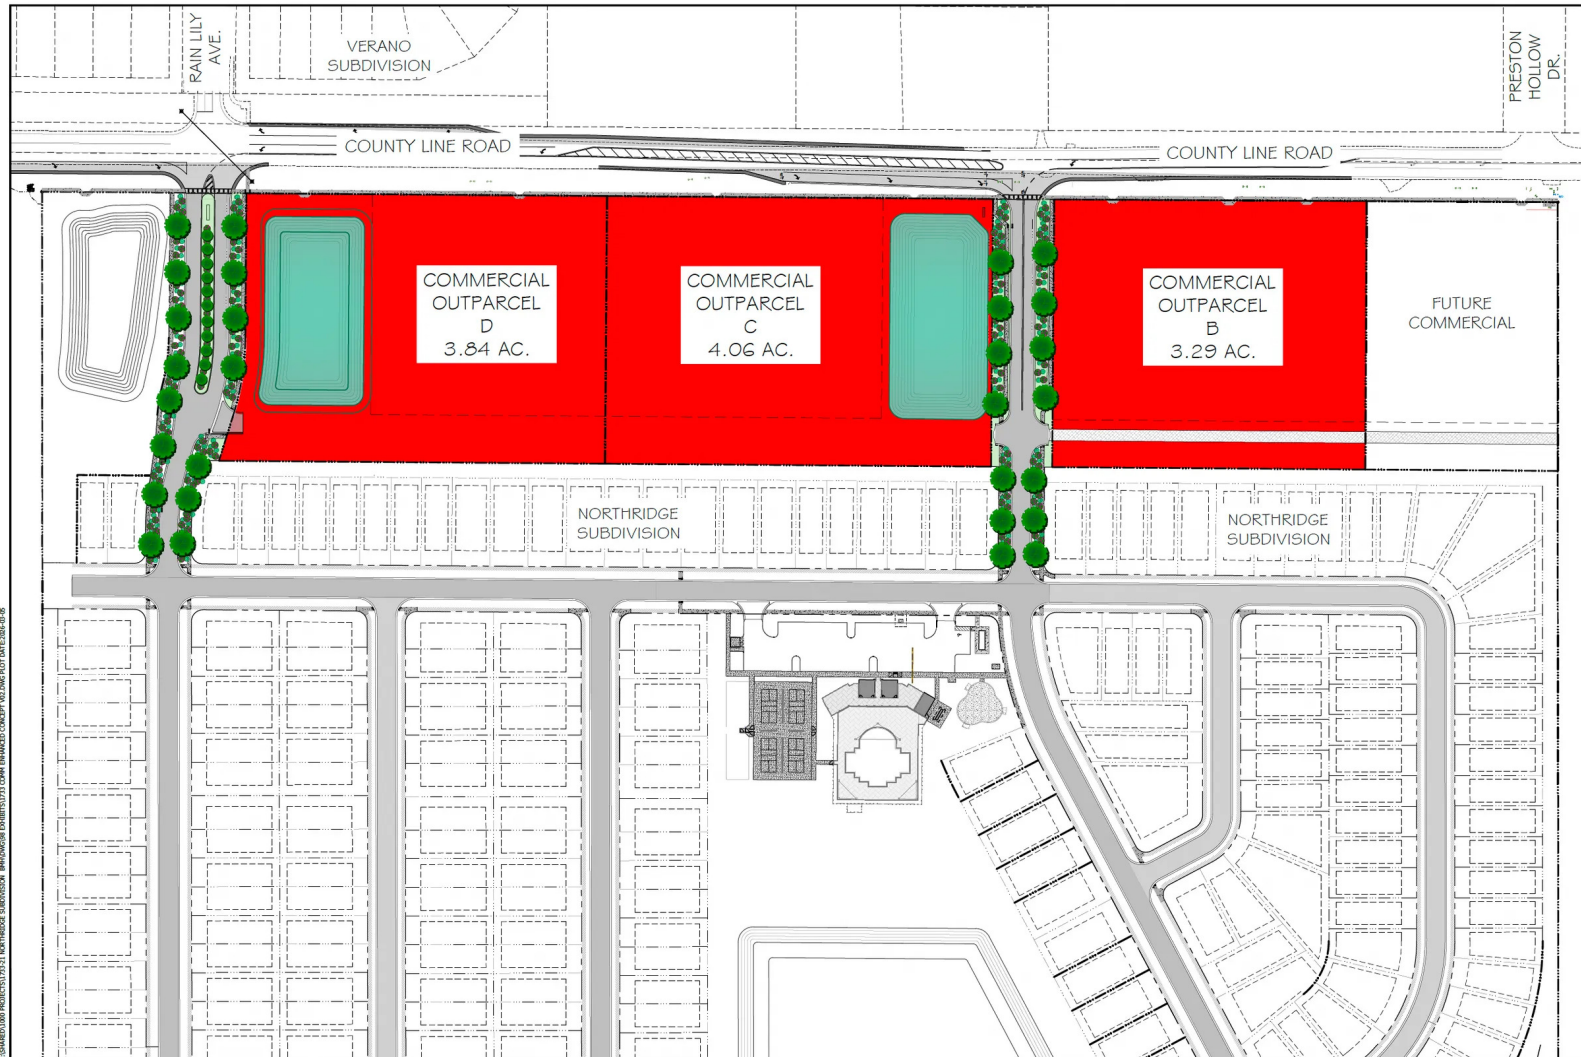 RAIN LILY
AVE.
VERANO
SUBDIVISION
PRESTON
HOLLOW
DR.
COUNTY LINE ROAD
COUNTY LINE ROAD
COMMERCIAL
OUTPARCEL
D
3.84 AC.
COMMERCIAL
OUTPARCEL
C
4.06 AC.
COMMERCIAL
OUTPARCEL
B
3.29 AC.
FUTURE
COMMERCIAL
NORTHRIDGE
SUBDIVISION
NORTHRIDGE
SUBDIVISION